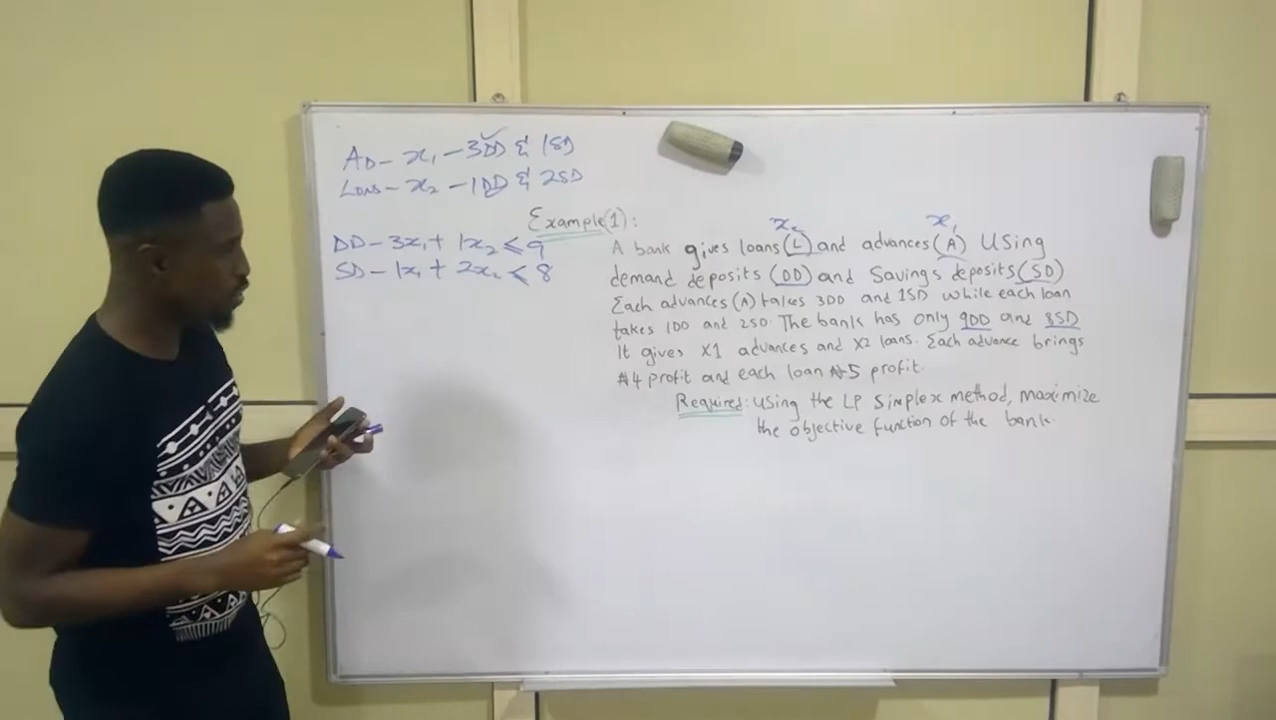 AD - x₁ - 3DD & 1SD
LOAN - x₂ - 1DD & 2SD
DD - 3x₁ + 1x₂ ≤ 9
SD - 1x₁ + 2x₂ ≤ 8
Example(1):
x₂ x₁
A bank gives loans (L) and advances (A) Using
demand deposits (DD) and Savings deposits (SD)
Each advances (A) takes 3DD and 1SD while each loan
takes 1DD and 2SD. The bank has only 9DD and 8SD
It gives X1 advances and X2 loans. Each advance brings
₦4 profit and each loan ₦5 profit.
Required: Using the LP Simplex method, maximize
the objective function of the bank.